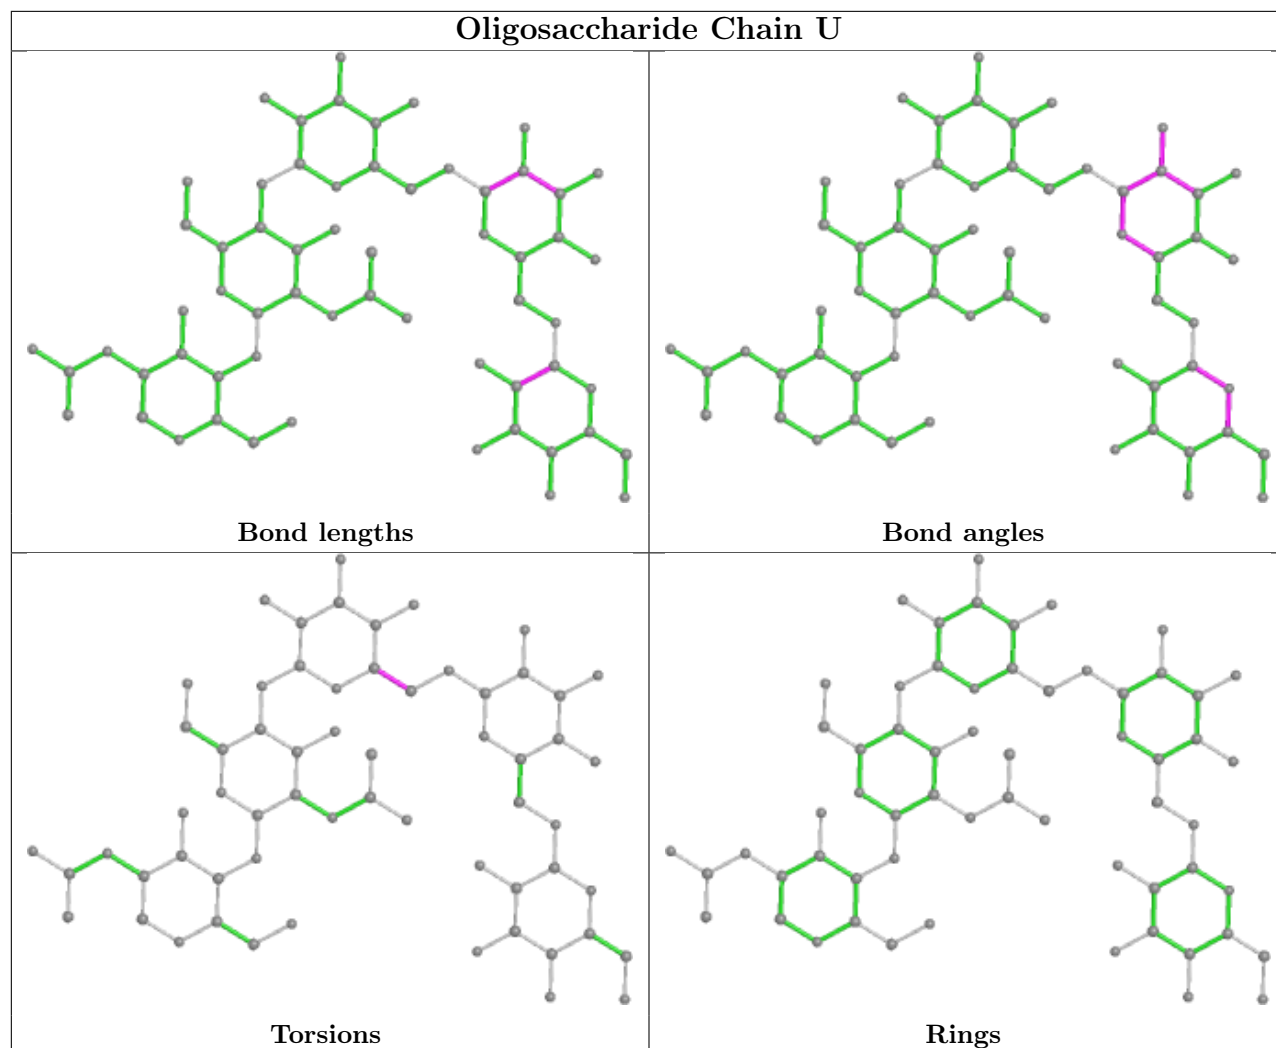 Oligosaccharide Chain U
Bond lengths
Bond angles
Torsions
Rings